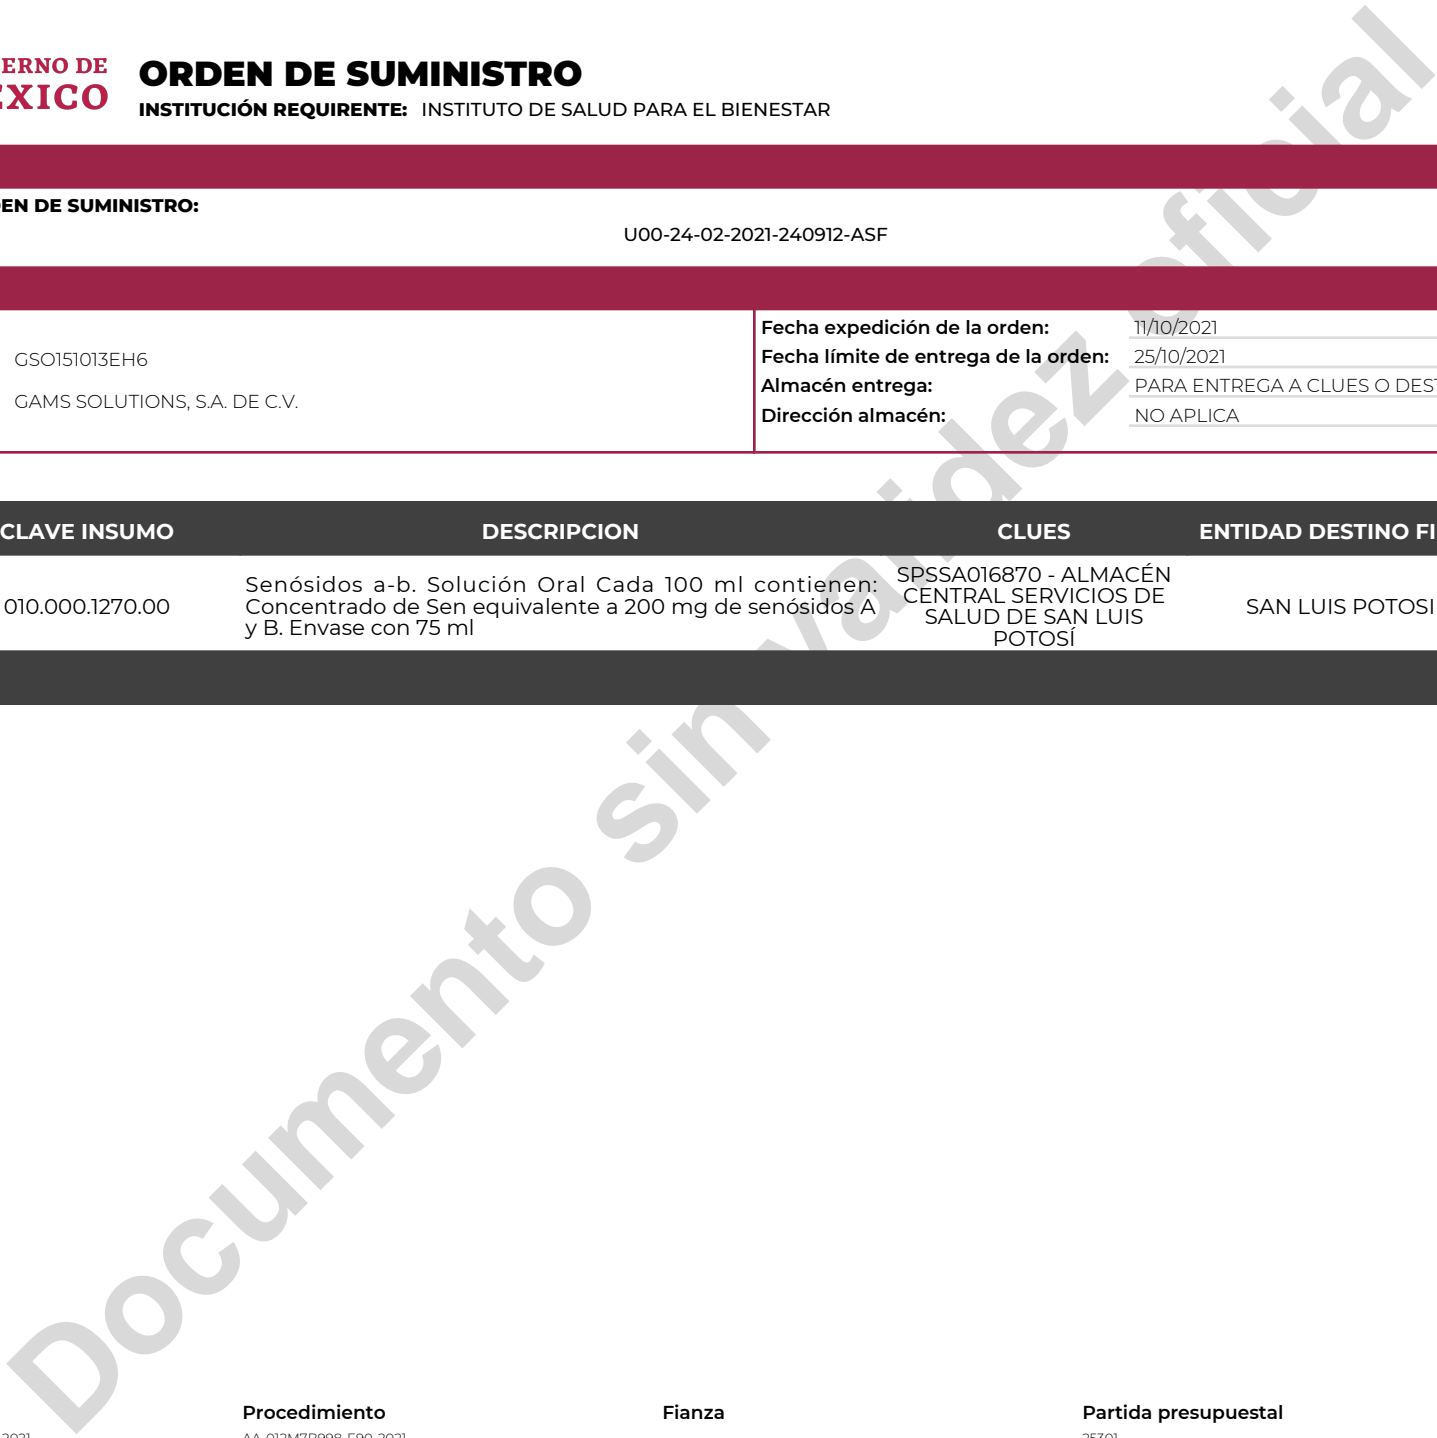 ERNO DE
EXICO
ORDEN DE SUMINISTRO
INSTITUCIÓN REQUIRENTE: INSTITUTO DE SALUD PARA EL BIENESTAR
EN DE SUMINISTRO:
U00-24-02-2021-240912-ASF
GSO151013EH6
GAMS SOLUTIONS, S.A. DE C.V.
Fecha expedición de la orden: 11/10/2021
Fecha límite de entrega de la orden: 25/10/2021
Almacén entrega: PARA ENTREGA A CLUES O DEST
Dirección almacén: NO APLICA
CLAVE INSUMO DESCRIPCION CLUES ENTIDAD DESTINO FI
010.000.1270.00
Senósidos a-b. Solución Oral Cada 100 ml contienen:
Concentrado de Sen equivalente a 200 mg de senósidos A
y B. Envase con 75 ml
SPSSA016870 - ALMACÉN
CENTRAL SERVICIOS DE
SALUD DE SAN LUIS
POTOSÍ
SAN LUIS POTOSI
Documento sin validez oficial
Procedimiento Fianza Partida presupuestal